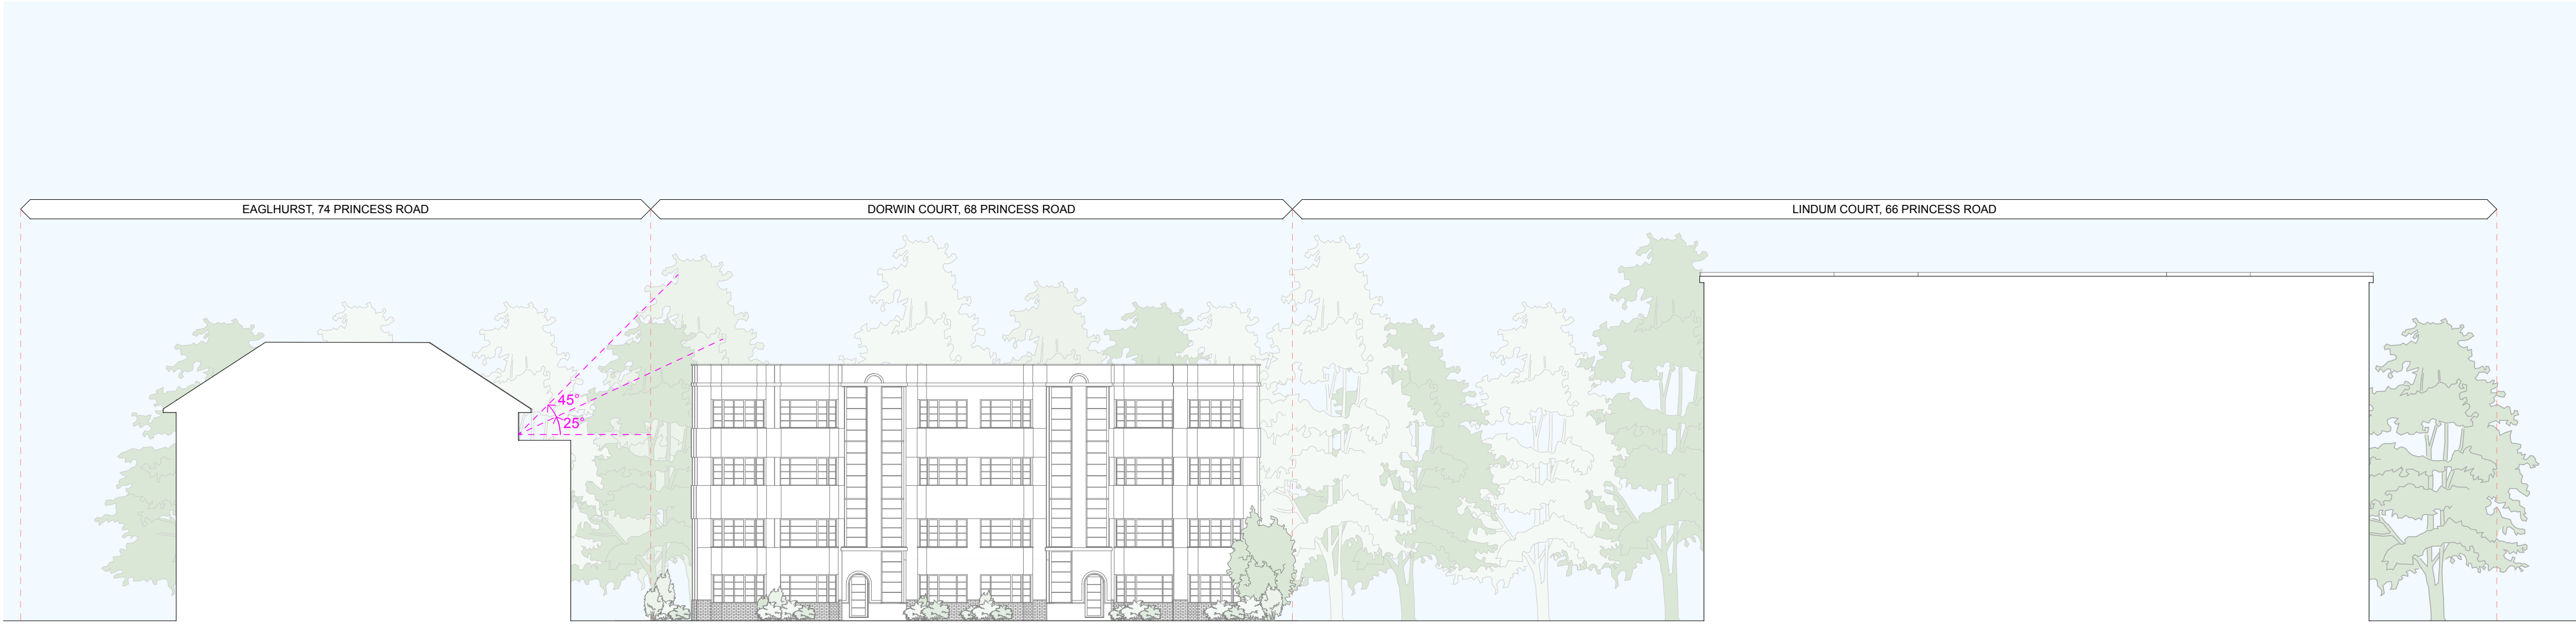 EAGLHURST, 74 PRINCESS ROAD
DORWIN COURT, 68 PRINCESS ROAD
LINDUM COURT, 66 PRINCESS ROAD
45°
25°